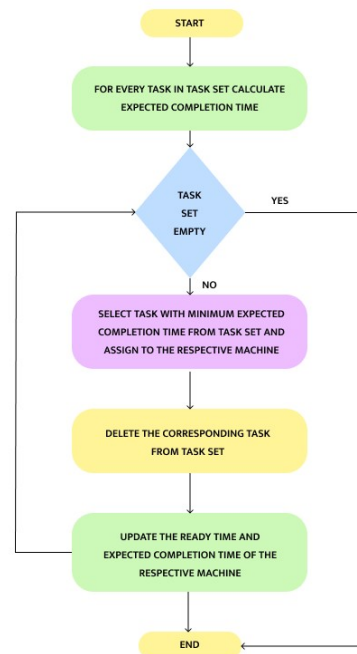 START
FOR EVERY TASK IN TASK SET CALCULATE
EXPECTED COMPLETION TIME
TASK
SET
EMPTY
YES
NO
SELECT TASK WITH MINIMUM EXPECTED
COMPLETION TIME FROM TASK SET AND
ASSIGN TO THE RESPECTIVE MACHINE
DELETE THE CORRESPONDING TASK
FROM TASK SET
UPDATE THE READY TIME AND
EXPECTED COMPLETION TIME OF THE
RESPECTIVE MACHINE
END